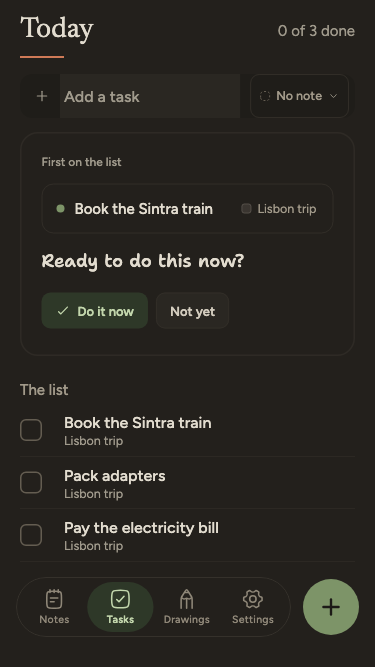 Today
0 of 3 done
Add a task
No note
First on the list
Book the Sintra train
Lisbon trip
Ready to do this now?
Do it now
Not yet
The list
Book the Sintra train
Lisbon trip
Pack adapters
Lisbon trip
Pay the electricity bill
Lisbon trip
Notes
Tasks
Drawings
Settings